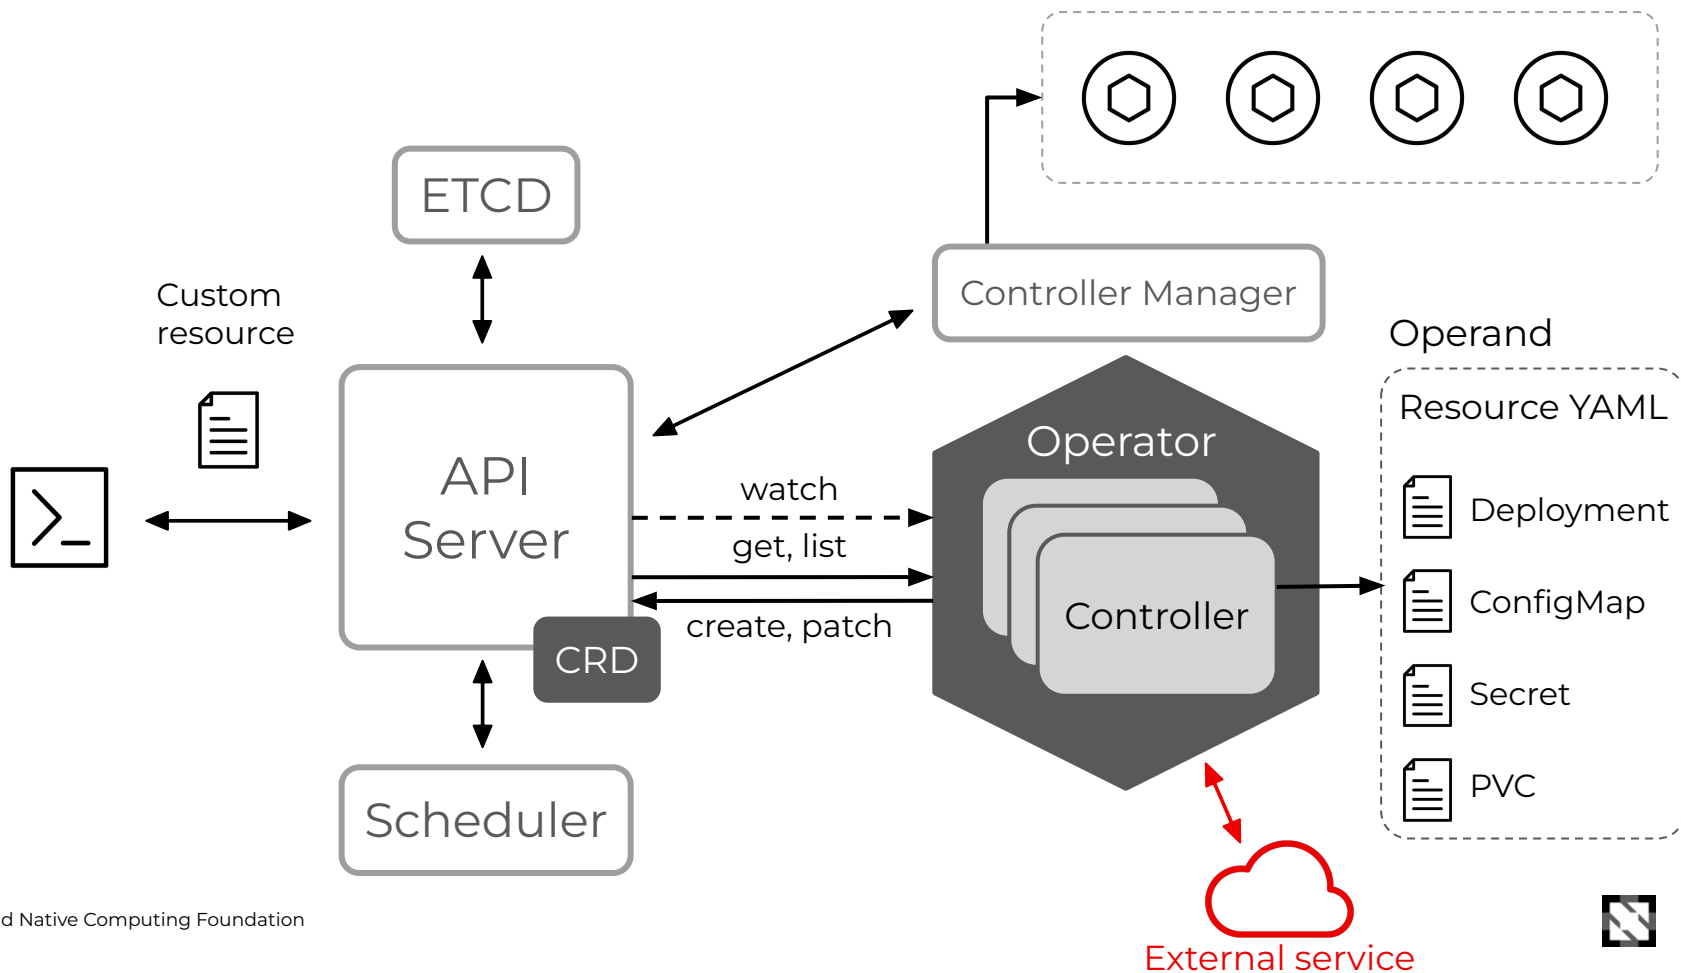 ETCD
Custom
resource
Controller Manager
Operand
Resource YAML
API
Server
Operator
watch
get, list
create, patch
Controller
CRD
Deployment
ConfigMap
Secret
PVC
Scheduler
d Native Computing Foundation
External service